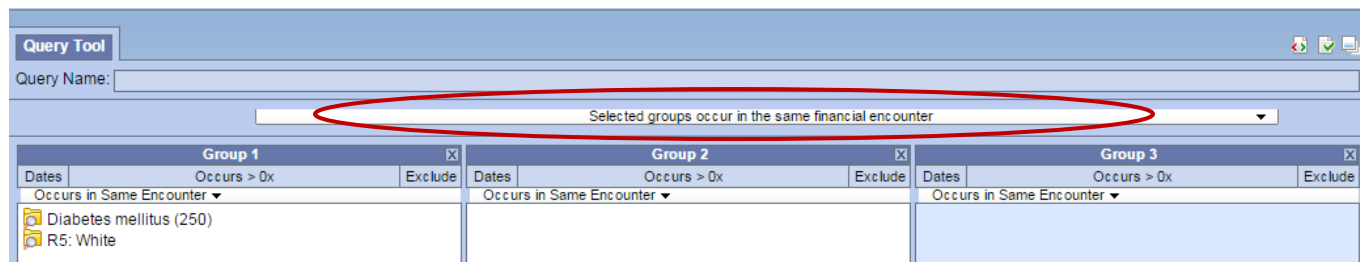 Query Tool
Query Name:
Selected groups occur in the same financial encounter
Group 1
Group 2
Group 3
Dates Occurs > 0x Exclude Dates Occurs > 0x Exclude Dates Occurs > 0x Exclude
Occurs in Same Encounter Occurs in Same Encounter Occurs in Same Encounter
Diabetes mellitus (250)
R5: White